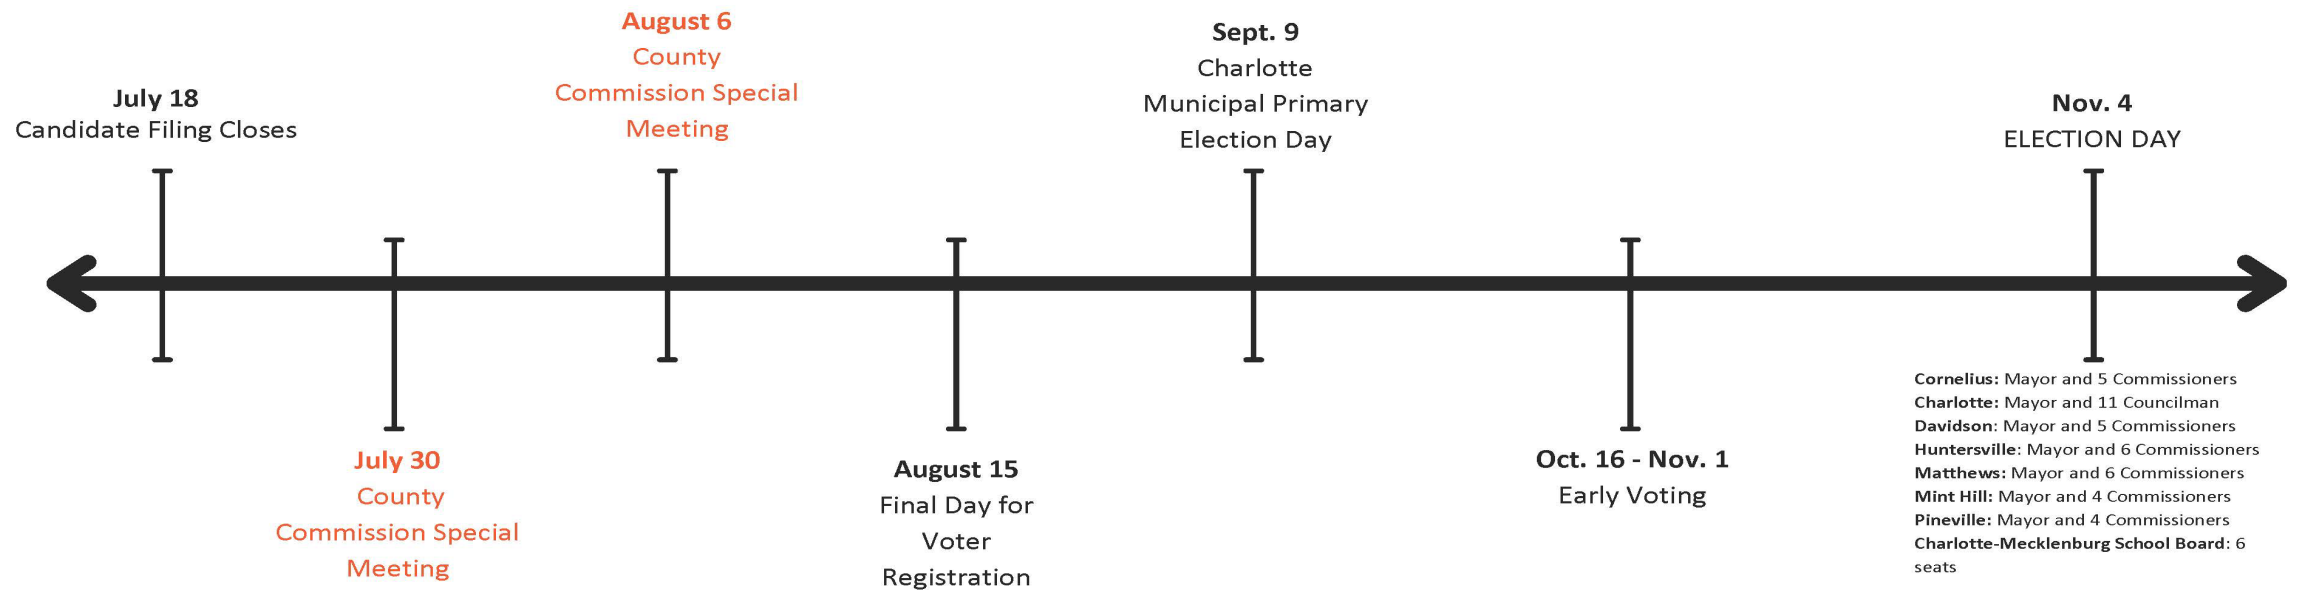 July 18
Candidate Filing Closes
July 30
County
Commission Special
Meeting
August 6
County
Commission Special
Meeting
August 15
Final Day for
Voter
Registration
Sept. 9
Charlotte
Municipal Primary
Election Day
Oct. 16 - Nov. 1
Early Voting
Nov. 4
ELECTION DAY
Cornelius: Mayor and 5 Commissioners
Charlotte: Mayor and 11 Councilman
Davidson: Mayor and 5 Commissioners
Huntersville: Mayor and 6 Commissioners
Matthews: Mayor and 6 Commissioners
Mint Hill: Mayor and 4 Commissioners
Pineville: Mayor and 4 Commissioners
Charlotte-Mecklenburg School Board: 6
seats